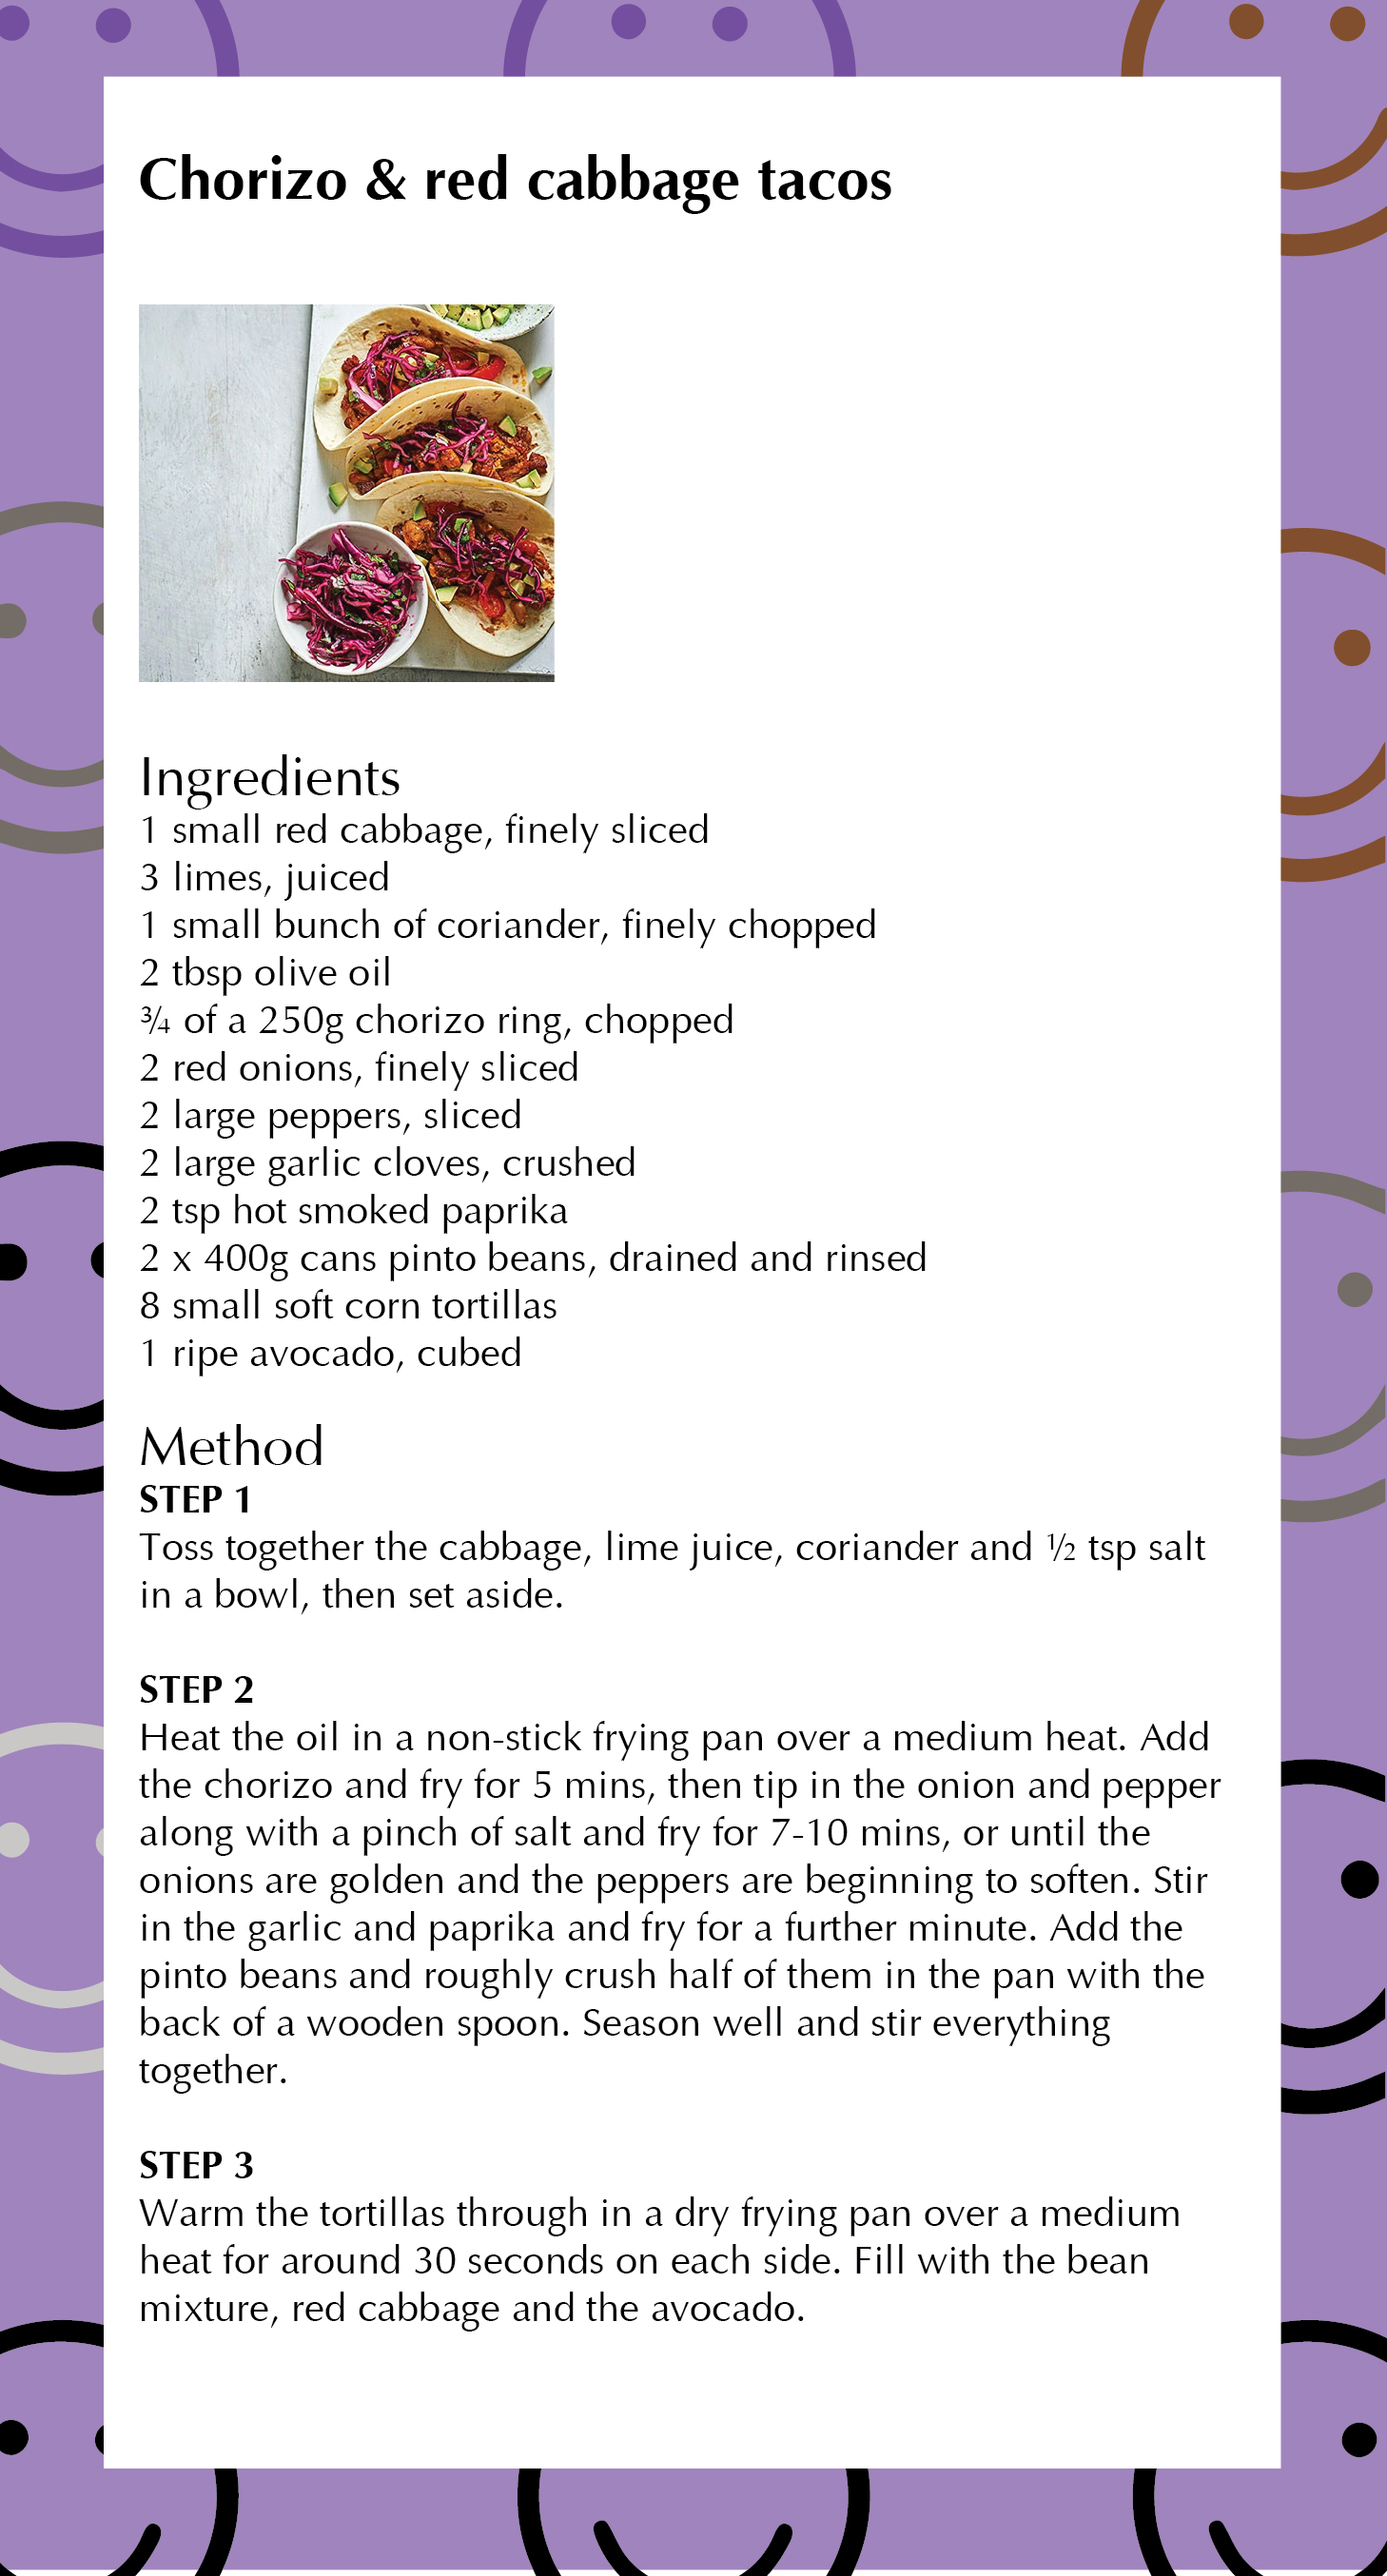 Chorizo & red cabbage tacos
Ingredients
1 small red cabbage, finely sliced
3 limes, juiced
1 small bunch of coriander, finely chopped
2 tbsp olive oil
¾ of a 250g chorizo ring, chopped
2 red onions, finely sliced
2 large peppers, sliced
2 large garlic cloves, crushed
2 tsp hot smoked paprika
2 x 400g cans pinto beans, drained and rinsed
8 small soft corn tortillas
1 ripe avocado, cubed
Method
STEP 1
Toss together the cabbage, lime juice, coriander and ½ tsp salt
in a bowl, then set aside.
STEP 2
Heat the oil in a non-stick frying pan over a medium heat. Add
the chorizo and fry for 5 mins, then tip in the onion and pepper
along with a pinch of salt and fry for 7-10 mins, or until the
onions are golden and the peppers are beginning to soften. Stir
in the garlic and paprika and fry for a further minute. Add the
pinto beans and roughly crush half of them in the pan with the
back of a wooden spoon. Season well and stir everything
together.
STEP 3
Warm the tortillas through in a dry frying pan over a medium
heat for around 30 seconds on each side. Fill with the bean
mixture, red cabbage and the avocado.